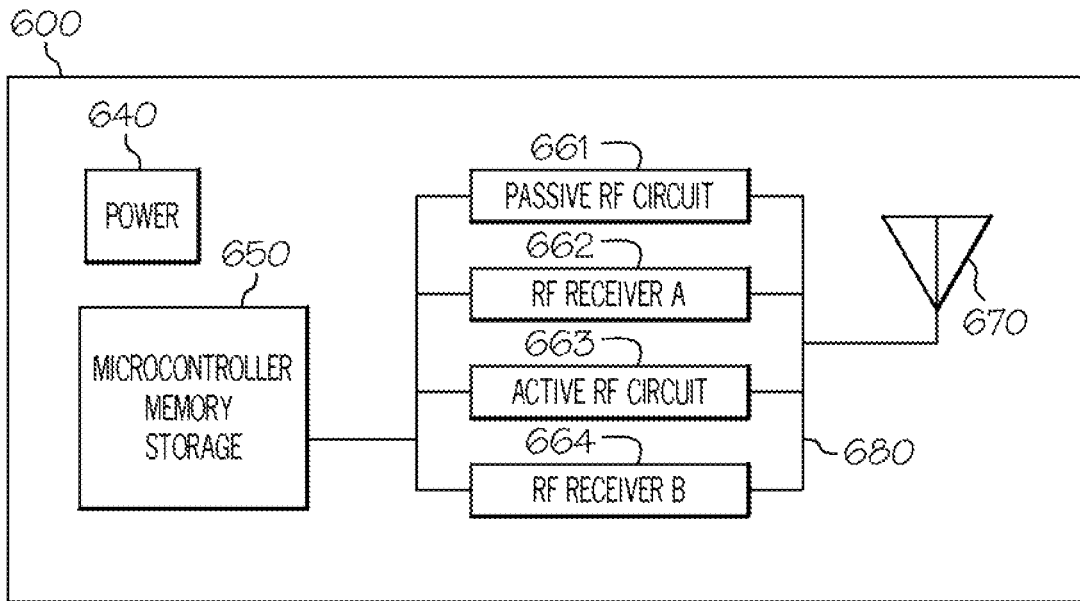 600
640
POWER
650
MICROCONTROLLER
MEMORY
STORAGE
661
PASSIVE RF CIRCUIT
662
RF RECEIVER A
663
ACTIVE RF CIRCUIT
664
RF RECEIVER B
670
680